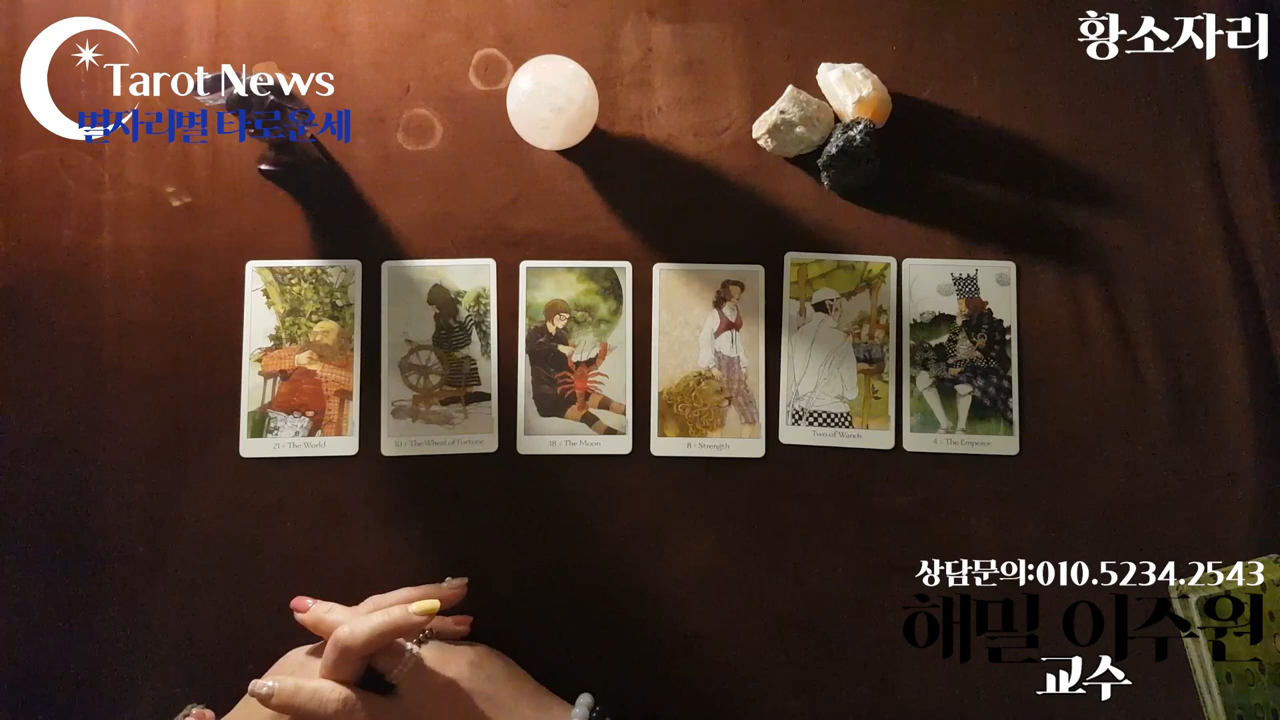 황소자리
Tarot News
별자리별 타로운세
21 : The World
10 : The Wheel of Fortune
18 : The Moon
8 : Strength
Two of Wands
4 : The Emperor
상담문의:010.5234.2543
해밀 이주원
교수